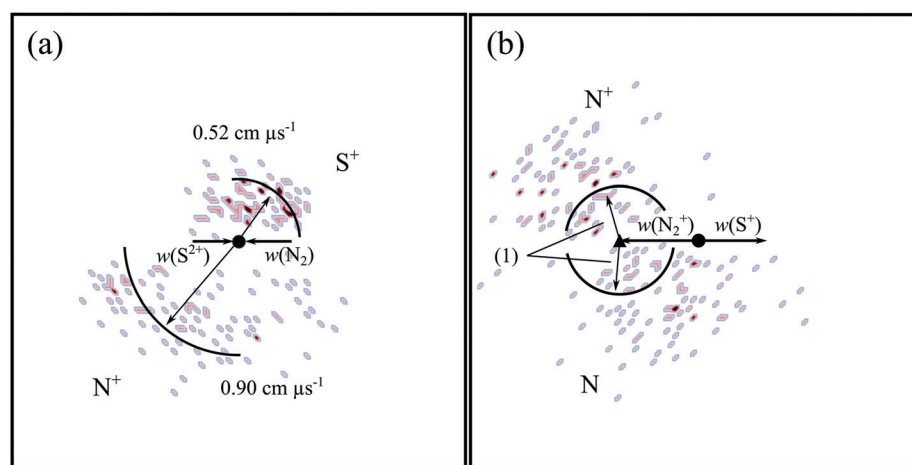 (a)
0.52 cm μs⁻¹
S⁺
w(S²⁺)
w(N₂)
N⁺
0.90 cm μs⁻¹
(b)
N⁺
w(N₂⁺)
w(S⁺)
(1)
N